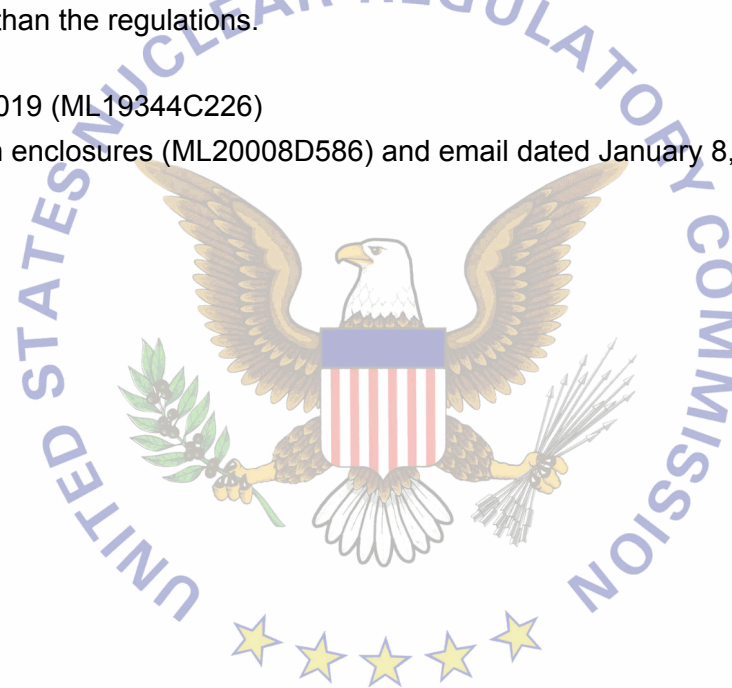 than the regulations.
019 (ML19344C226)
enclosures (ML20008D586) and email dated January 8,
UNITED STATES NUCLEAR REGULATORY COMMISSION